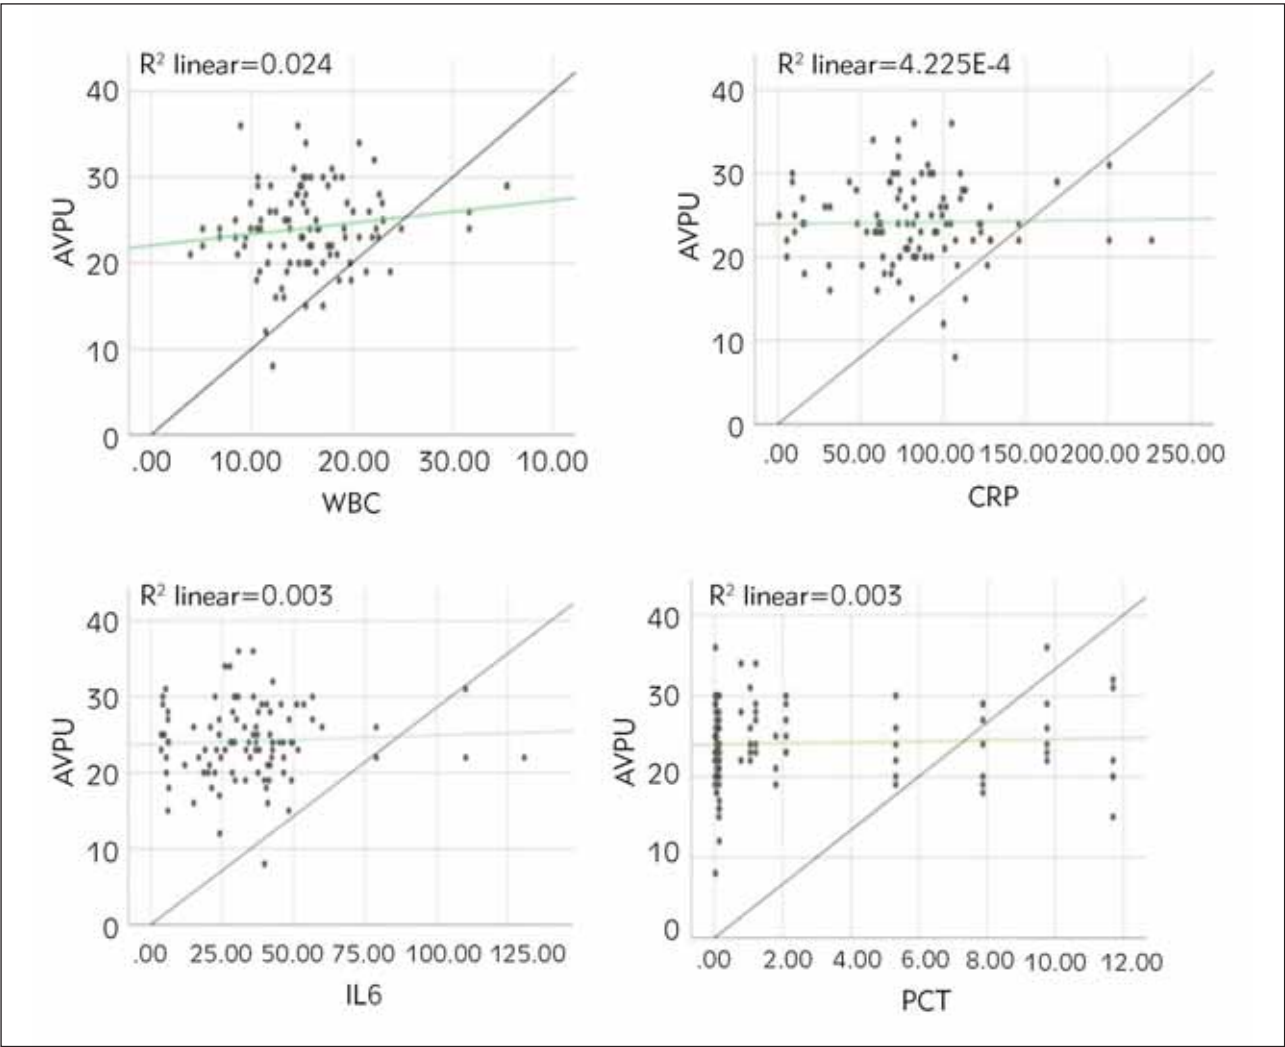 R² linear=0.024
40
30
20
10
0
AVPU
.00 10.00 20.00 30.00 10.00
WBC
R² linear=4.225E-4
40
30
20
10
0
AVPU
.00 50.00 100.00 150.00 200.00 250.00
CRP
R² linear=0.003
40
30
20
10
0
AVPU
.00 25.00 50.00 75.00 100.00 125.00
IL6
R² linear=0.003
40
30
20
10
0
AVPU
.00 2.00 4.00 6.00 8.00 10.00 12.00
PCT